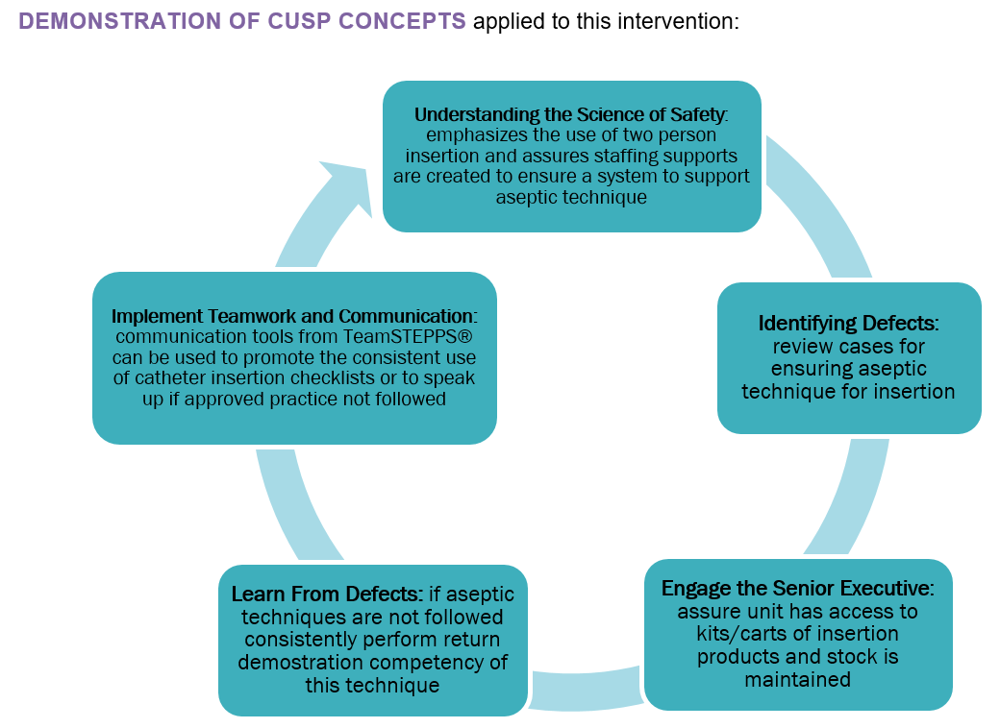 DEMONSTRATION OF CUSP CONCEPTS applied to this intervention:
Understanding the Science of Safety:
emphasizes the use of two person
insertion and assures staffing supports
are created to ensure a system to support
aseptic technique
Identifying Defects:
review cases for
ensuring aseptic
technique for insertion
Engage the Senior Executive:
assure unit has access to
kits/carts of insertion
products and stock is
maintained
Learn From Defects: if aseptic
techniques are not followed
consistently perform return
demostration competency of
this technique
Implement Teamwork and Communication:
communication tools from TeamSTEPPS®
can be used to promote the consistent use
of catheter insertion checklists or to speak
up if approved practice not followed